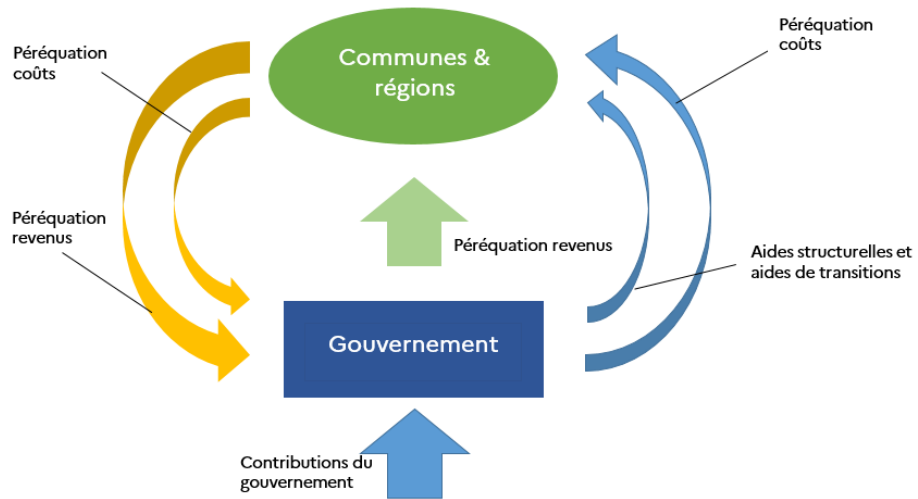 Péréquation
coûts
Communes &
régions
Péréquation
coûts
Péréquation
revenus
Péréquation revenus
Aides structurelles et
aides de transitions
Gouvernement
Contributions du
gouvernement